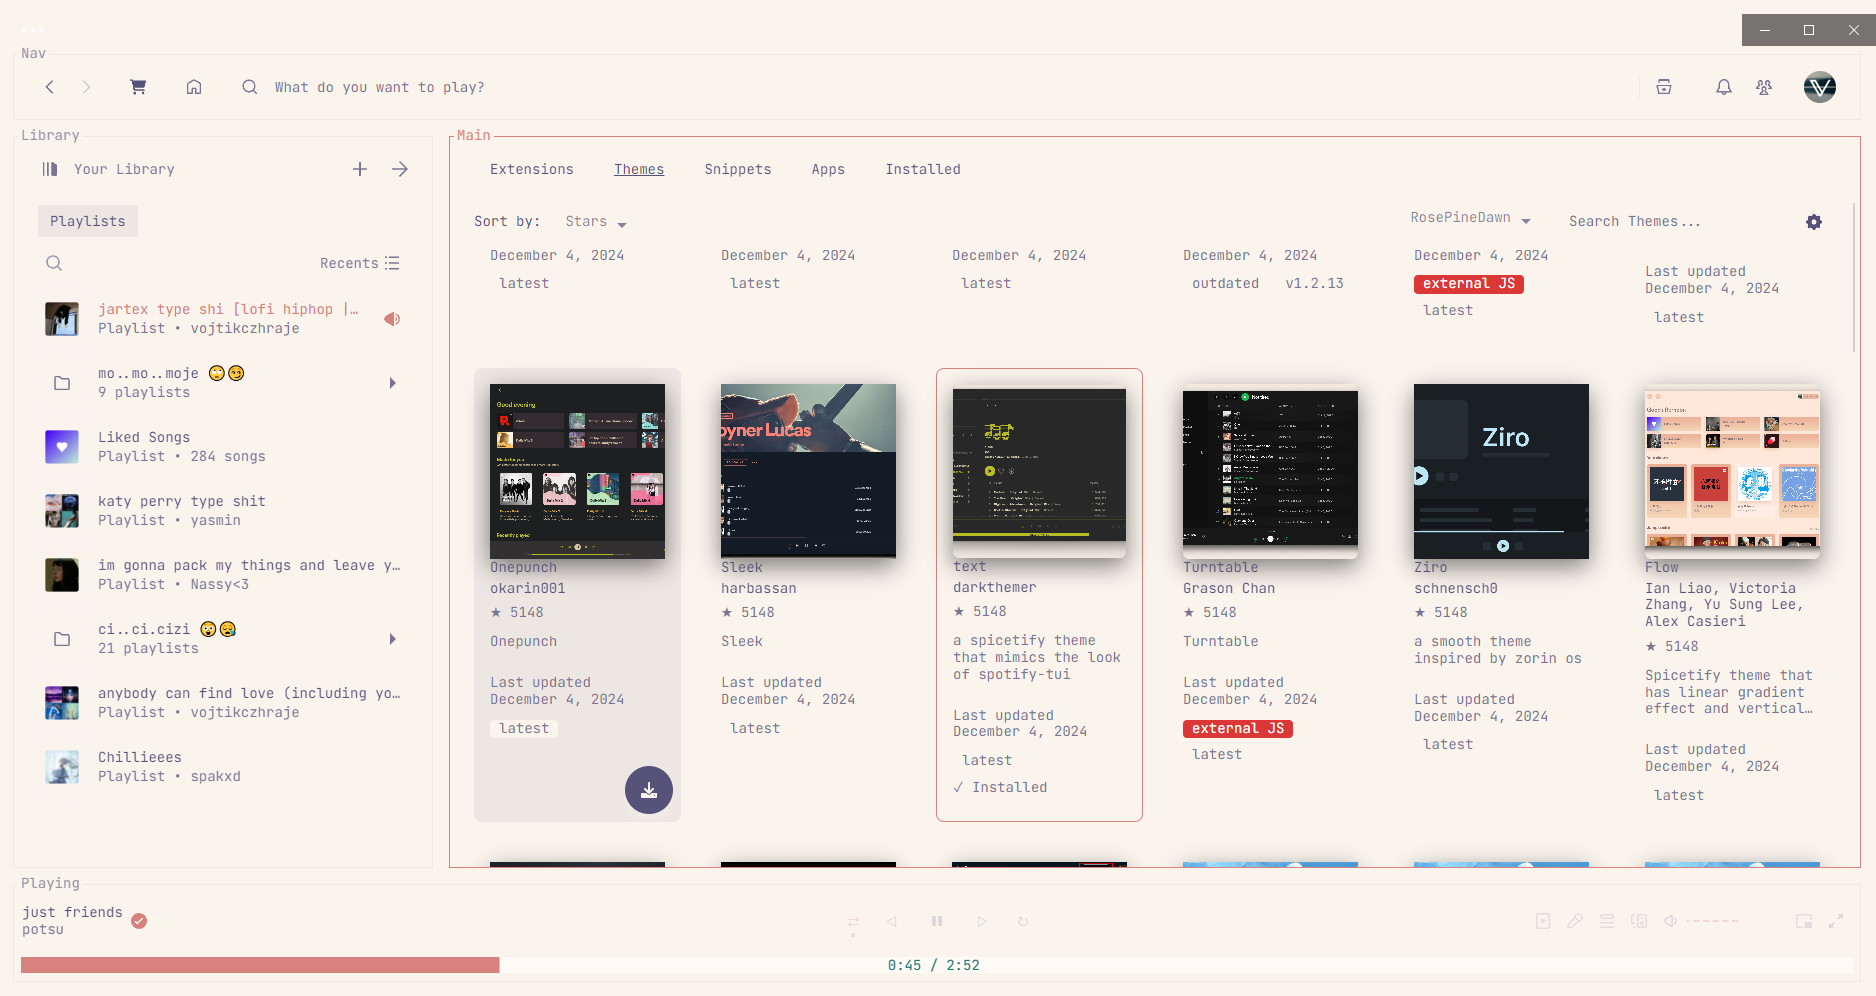 Nav
What do you want to play?
Library
Your Library
Playlists
Recents
jartex type shi [lofi hiphop |…
Playlist • vojtikczhraje
mo..mo..moje 🙄😏
9 playlists
Liked Songs
Playlist • 284 songs
katy perry type shit
Playlist • yasmin
im gonna pack my things and leave y…
Playlist • Nassy<3
ci..ci.cizi 😲😪
21 playlists
anybody can find love (including yo…
Playlist • vojtikczhraje
Chillieees
Playlist • spakxd
Main
Extensions Themes Snippets Apps Installed
Sort by: Stars
RosePineDawn
Search Themes...
December 4, 2024
latest
December 4, 2024
latest
December 4, 2024
latest
December 4, 2024
outdated v1.2.13
December 4, 2024
external JS
latest
Last updated
December 4, 2024
latest
Good evening
Made for you
Recently played
Onepunch
okarin001
★ 5148
Onepunch
Last updated
December 4, 2024
latest
oyner Lucas
Sleek
harbassan
★ 5148
Sleek
Last updated
December 4, 2024
latest
text
darkthemer
★ 5148
a spicetify theme
that mimics the look
of spotify-tui
Last updated
December 4, 2024
latest
✓ Installed
Turntable
Grason Chan
★ 5148
Turntable
Last updated
December 4, 2024
external JS
latest
Ziro
Ziro
schnensch0
★ 5148
a smooth theme
inspired by zorin os
Last updated
December 4, 2024
latest
Good afternoon
Flow
Ian Liao, Victoria
Zhang, Yu Sung Lee,
Alex Casieri
★ 5148
Spicetify theme that
has linear gradient
effect and vertical…
Last updated
December 4, 2024
latest
Playing
just friends
potsu
0:45 / 2:52